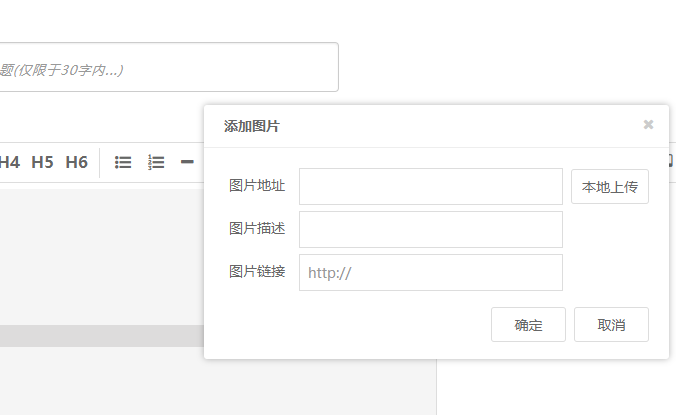 题(仅限于30字内...)
添加图片 ×
H4 H5 H6
图片地址 本地上传
图片描述
图片链接 http://
确定 取消